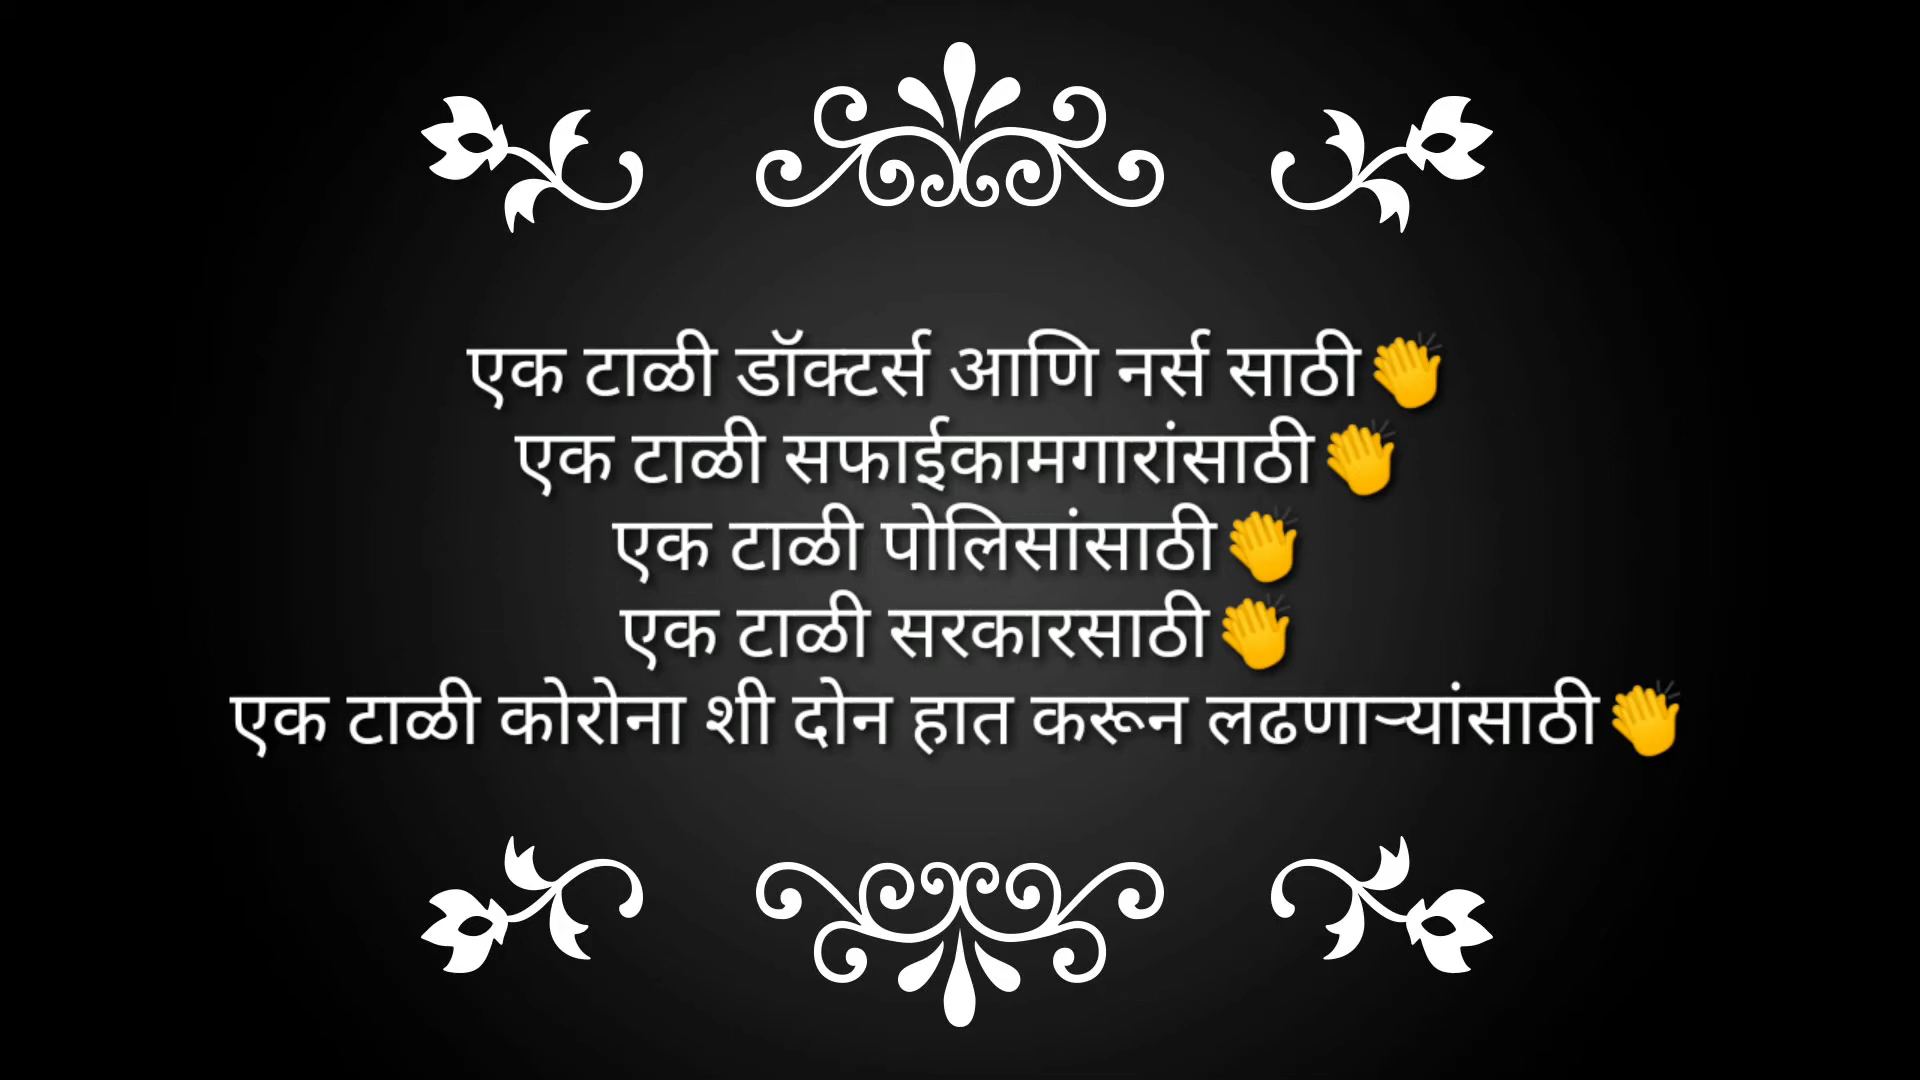 एक टाळी डॉक्टर्स आणि नर्स साठी👏
एक टाळी सफाईकामगारांसाठी👏
एक टाळी पोलिसांसाठी👏
एक टाळी सरकारसाठी👏
एक टाळी कोरोना शी दोन हात करून लढणाऱ्यांसाठी👏